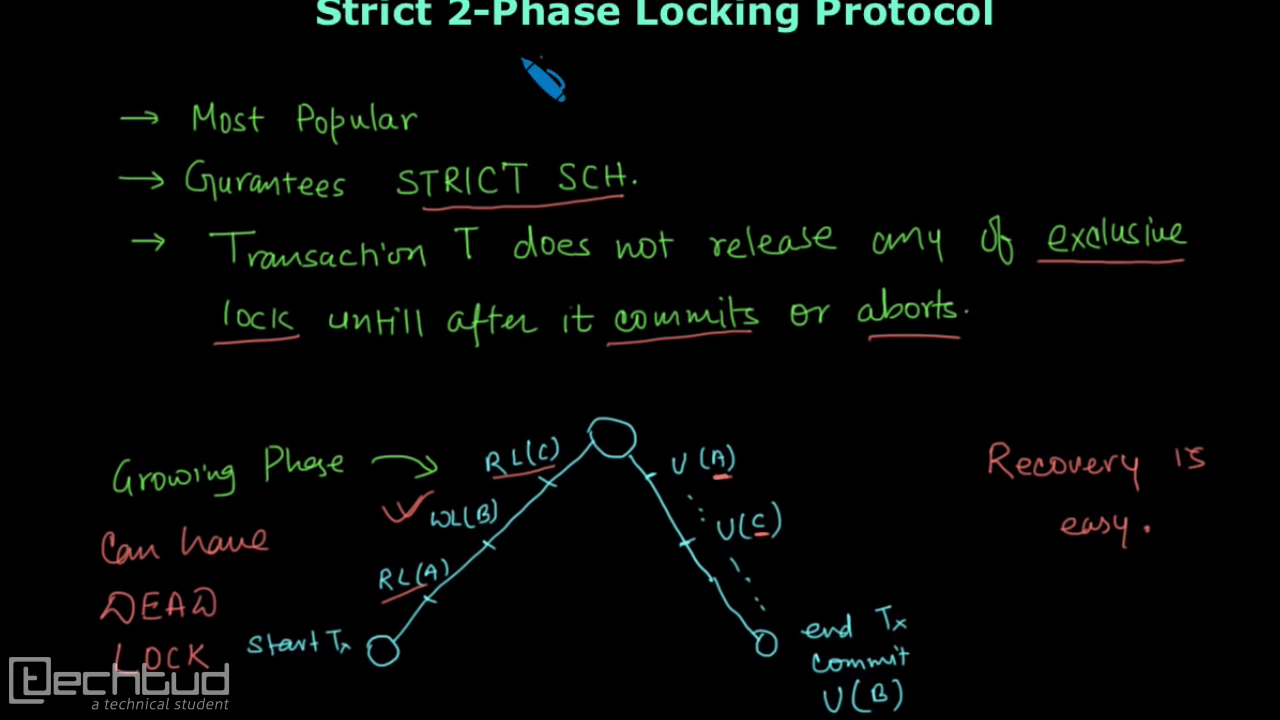 Strict 2-Phase Locking Protocol
→ Most Popular
→ Gurantees STRICT SCH.
→ Transaction T does not release any of exclusive
lock untill after it commits or aborts.
Growing Phase
RL(C)
WL(B)
RL(A)
Start Tx
U(A)
U(C)
end Tx
commit
U(B)
Recovery is
easy.
Can have
DEAD
LOCK
techtud
a technical student